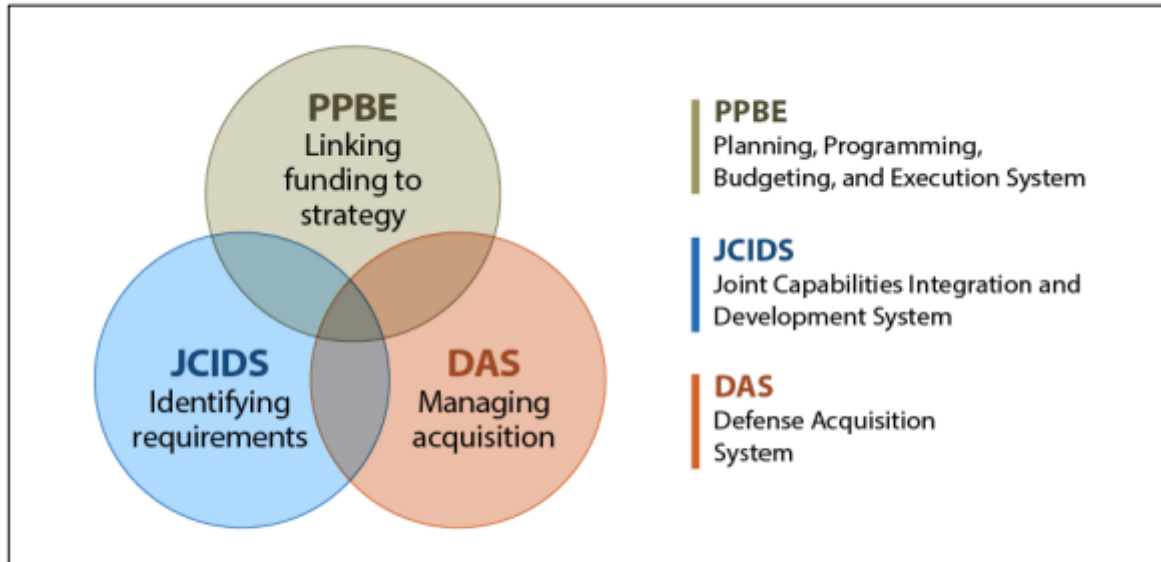 PPBE
Linking
funding to
strategy
JCIDS
Identifying
requirements
DAS
Managing
acquisition
PPBE
Planning, Programming,
Budgeting, and Execution System
JCIDS
Joint Capabilities Integration and
Development System
DAS
Defense Acquisition
System